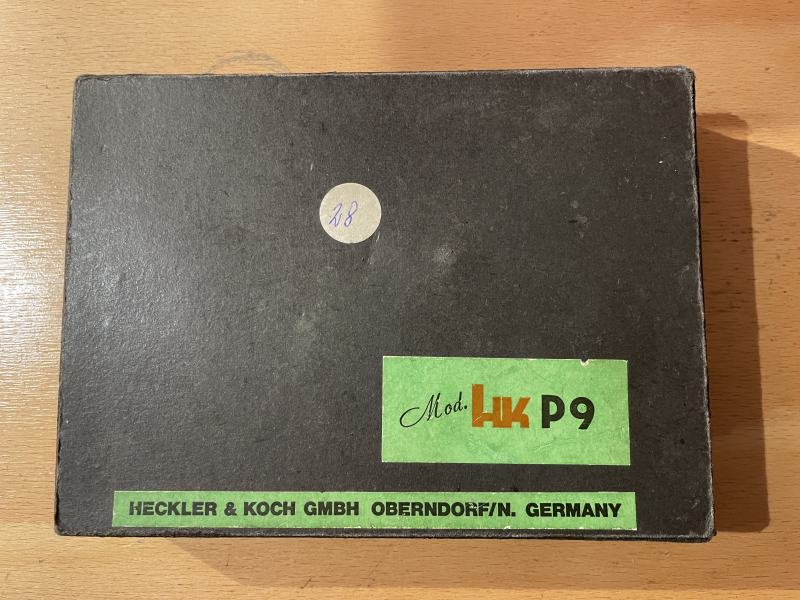 28
Mod. HK P9
HECKLER & KOCH GMBH OBERNDORF/N. GERMANY